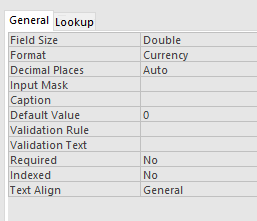 General Lookup
Field Size Double
Format Currency
Decimal Places Auto
Input Mask
Caption
Default Value 0
Validation Rule
Validation Text
Required No
Indexed No
Text Align General